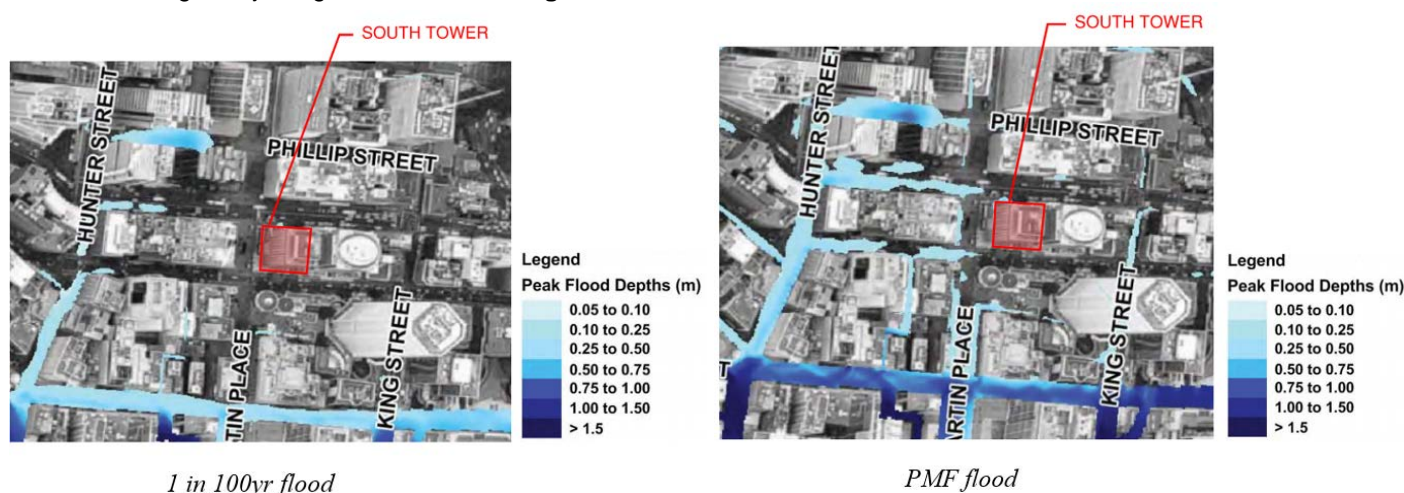 SOUTH TOWER
HUNTER STREET
PHILLIP STREET
KING STREET
Legend
Peak Flood Depths (m)
0.05 to 0.10
0.10 to 0.25
0.25 to 0.50
0.50 to 0.75
0.75 to 1.00
1.00 to 1.50
> 1.5
TIN PLACE
1 in 100yr flood
SOUTH TOWER
HUNTER STREET
PHILLIP STREET
KING STREET
Legend
Peak Flood Depths (m)
0.05 to 0.10
0.10 to 0.25
0.25 to 0.50
0.50 to 0.75
0.75 to 1.00
1.00 to 1.50
> 1.5
ARTIN PLACE
T
PMF flood